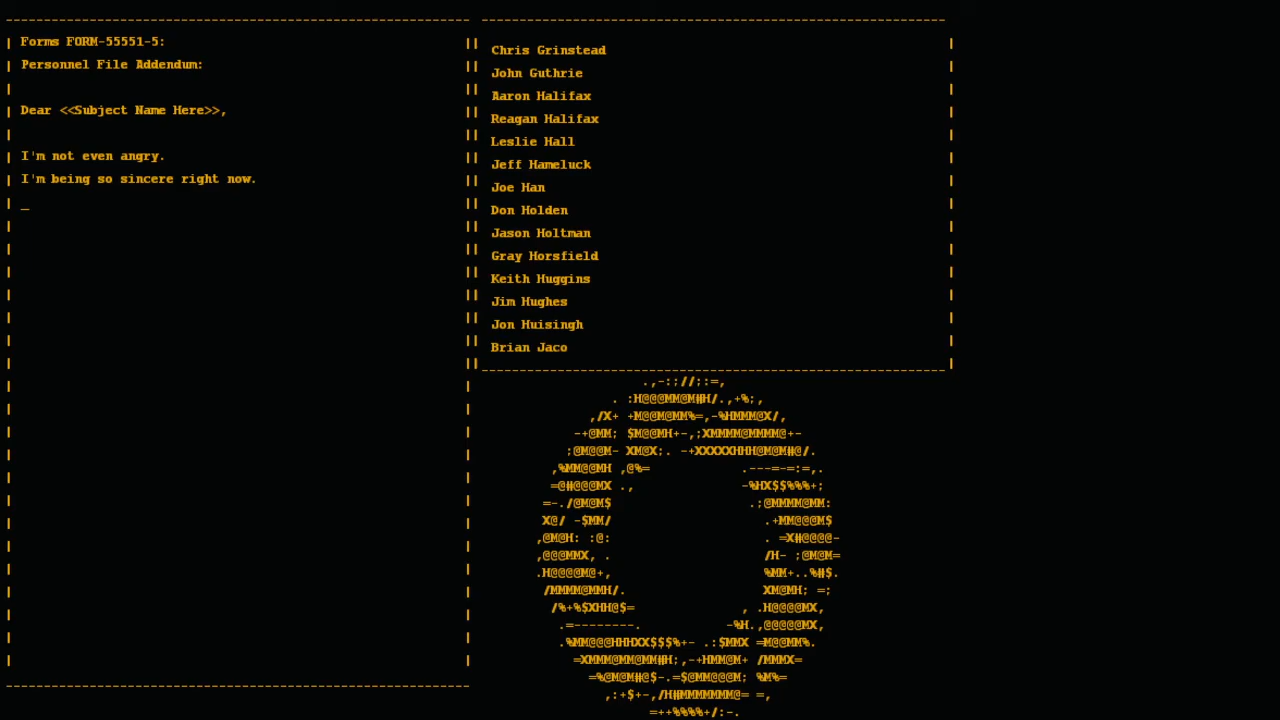 Forms FORM-55551-5:
Personnel File Addendum:
Dear <<Subject Name Here>>,
I'm not even angry.
I'm being so sincere right now.
_
Chris Grinstead
John Guthrie
Aaron Halifax
Reagan Halifax
Leslie Hall
Jeff Hameluck
Joe Han
Don Holden
Jason Holtman
Gray Horsfield
Keith Huggins
Jim Hughes
Jon Huisingh
Brian Jaco